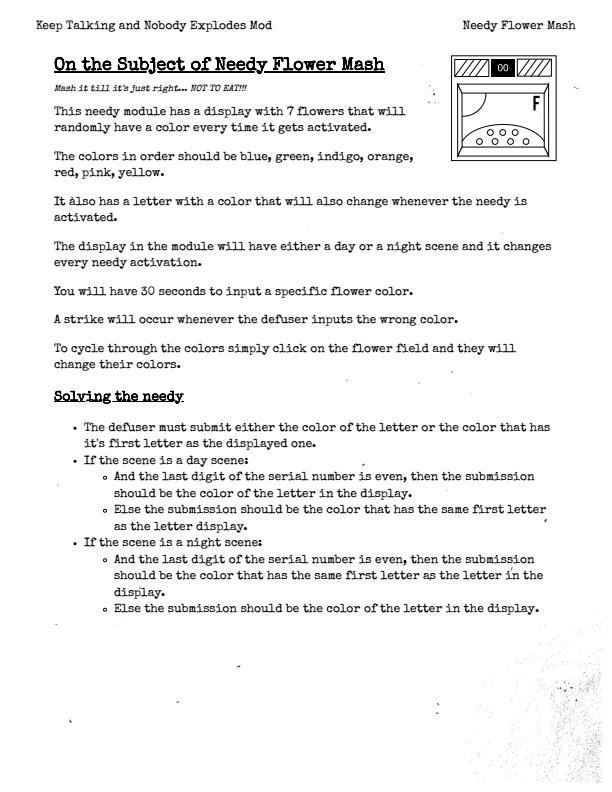 Keep Talking and Nobody Explodes Mod
Needy Flower Mash
On the Subject of Needy Flower Mash
Mash it till it's just right... NOT TO EAT!!!
00
F
This needy module has a display with 7 flowers that will
randomly have a color every time it gets activated.
The colors in order should be blue, green, indigo, orange,
red, pink, yellow.
It also has a letter with a color that will also change whenever the needy is
activated.
The display in the module will have either a day or a night scene and it changes
every needy activation.
You will have 30 seconds to input a specific flower color.
A strike will occur whenever the defuser inputs the wrong color.
To cycle through the colors simply click on the flower field and they will
change their colors.
Solving the needy
• The defuser must submit either the color of the letter or the color that has
it's first letter as the displayed one.
• If the scene is a day scene:
◦ And the last digit of the serial number is even, then the submission
should be the color of the letter in the display.
◦ Else the submission should be the color that has the same first letter
as the letter display.
• If the scene is a night scene:
◦ And the last digit of the serial number is even, then the submission
should be the color that has the same first letter as the letter in the
display.
◦ Else the submission should be the color of the letter in the display.